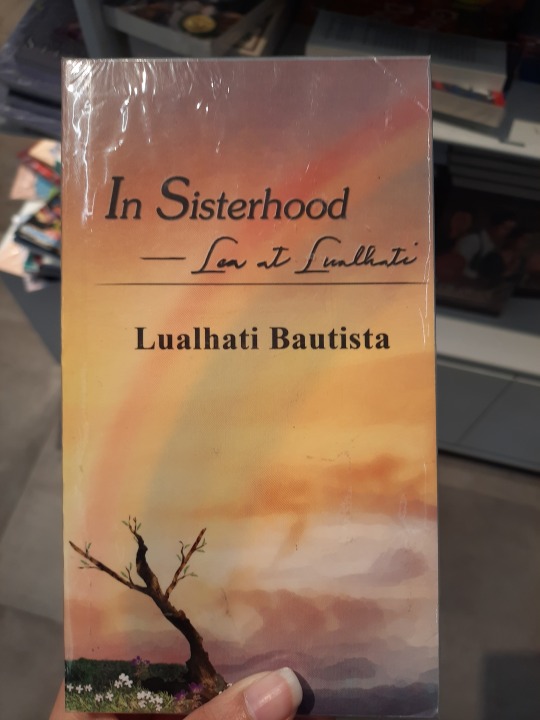 In Sisterhood
— Lea at Lualhati
Lualhati Bautista